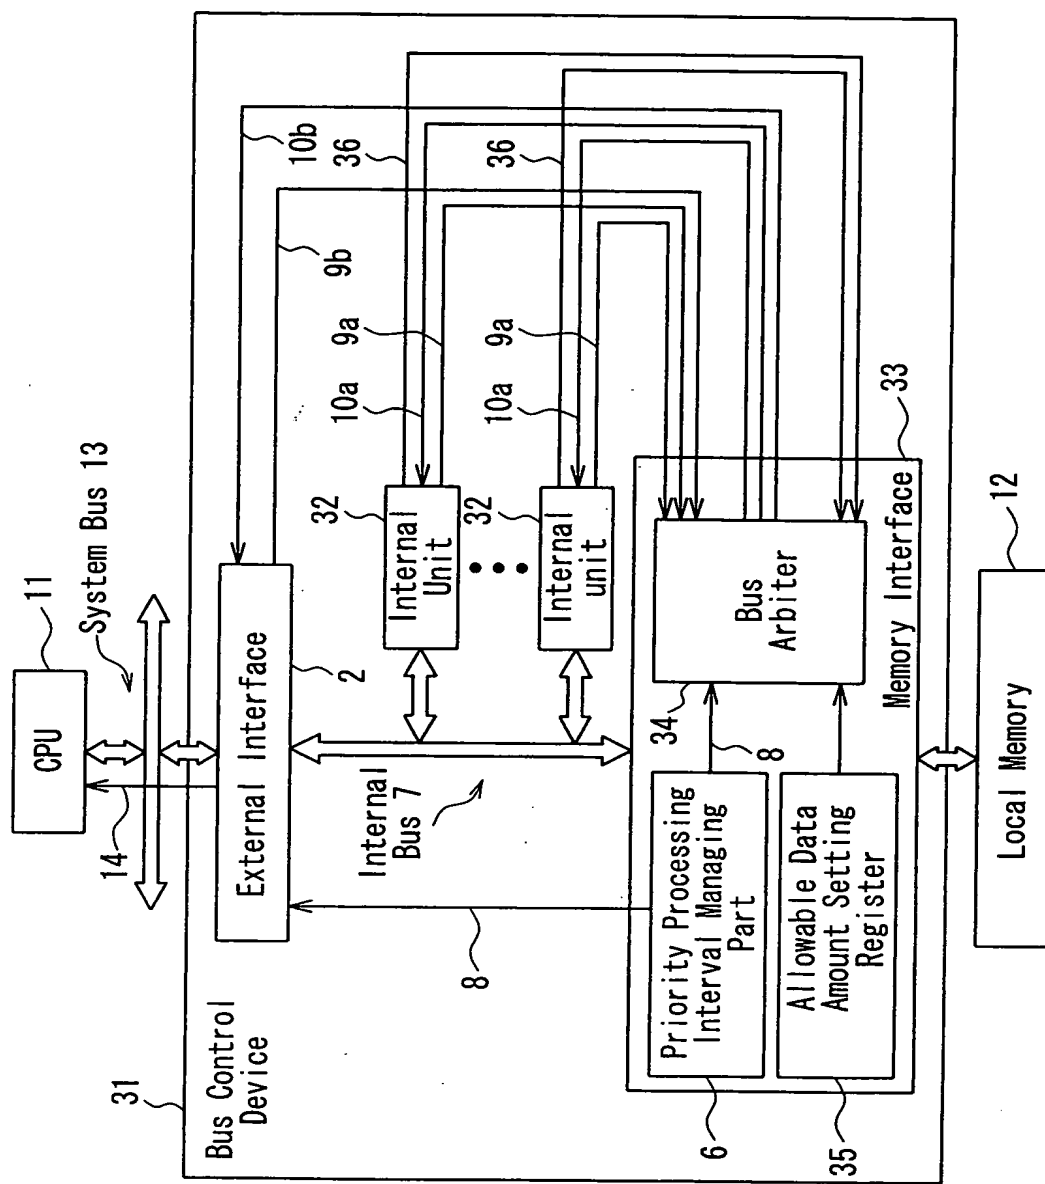 31
Bus Control
Device
CPU
11
System Bus 13
14
External Interface
2
10b
9b
36
Internal
Unit
32
10a
9a
36
Internal
unit
32
10a
9a
Internal
Bus 7
8
Priority Processing
Interval Managing
Part
6
8
Bus
Arbiter
34
Allowable Data
Amount Setting
Register
35
Memory Interface
33
Local Memory
12